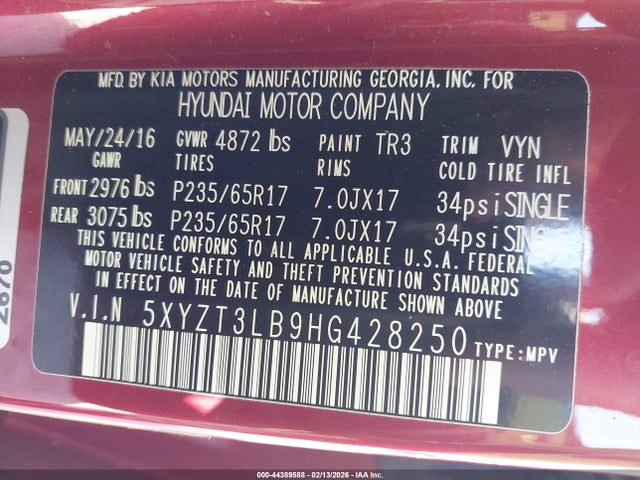 MFD. BY KIA MOTORS MANUFACTURING GEORGIA, INC. FOR
HYUNDAI MOTOR COMPANY
MAY/24/16 GVWR 4872 lbs PAINT TR3 TRIM VYN
GAWR TIRES RIMS COLD TIRE INFL
FRONT 2976 lbs P235/65R17 7.0JX17 34psi SINGLE
REAR 3075 lbs P235/65R17 7.0JX17 34psi SINGLE
THIS VEHICLE CONFORMS TO ALL APPLICABLE U.S.A. FEDERAL
MOTOR VEHICLE SAFETY AND THEFT PREVENTION STANDARDS
IN EFFECT ON THE DATE OF MANUFACTURE SHOWN ABOVE.
V.I.N 5XYZT3LB9HG428250 TYPE:MPV
2670
000-44389588 - 02/13/2026 - IAA Inc.